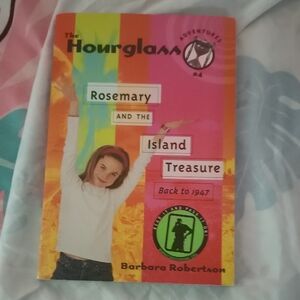 The
Hourglass
ADVENTURES
#4
Rosemary
AND THE
Island
Treasure
Back to 1947
Barbara Robertson